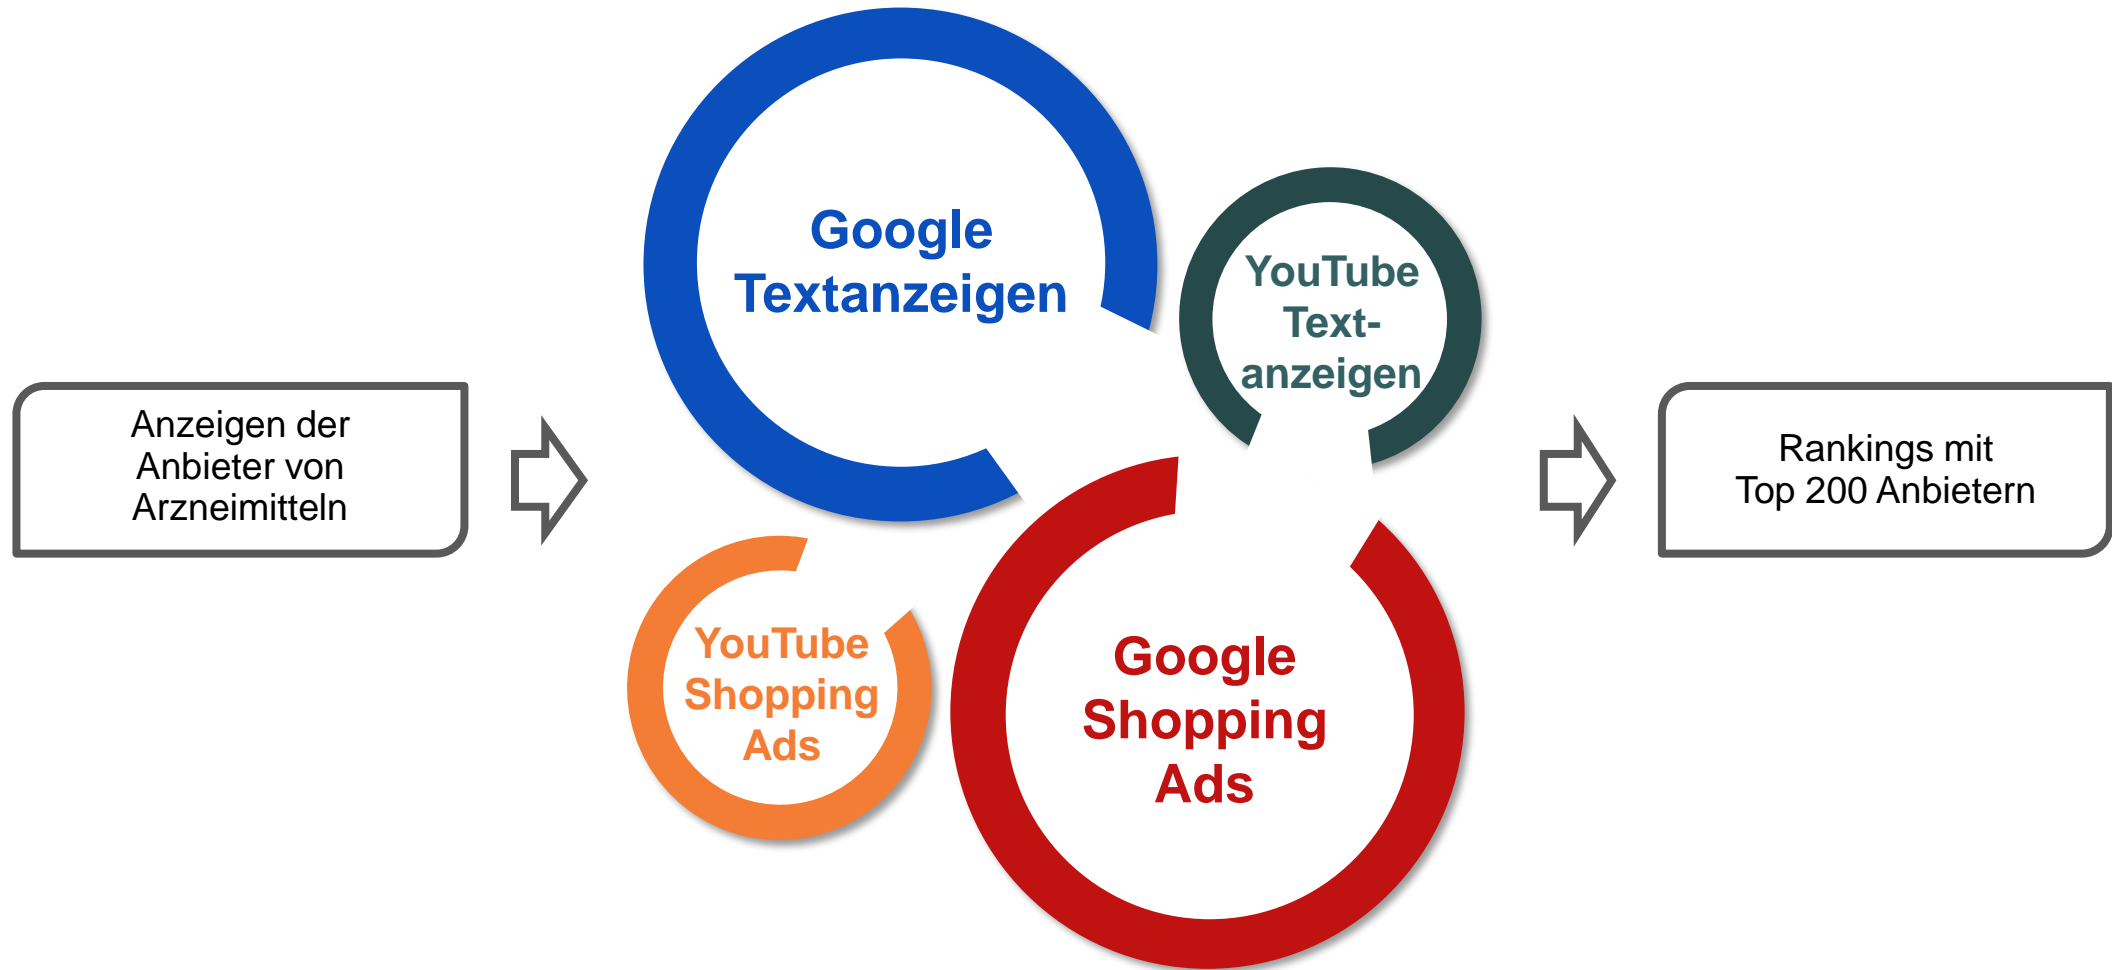 Anzeigen der
Anbieter von
Arzneimitteln
Google
Textanzeigen
YouTube
Text-
anzeigen
YouTube
Shopping
Ads
Google
Shopping
Ads
Rankings mit
Top 200 Anbietern